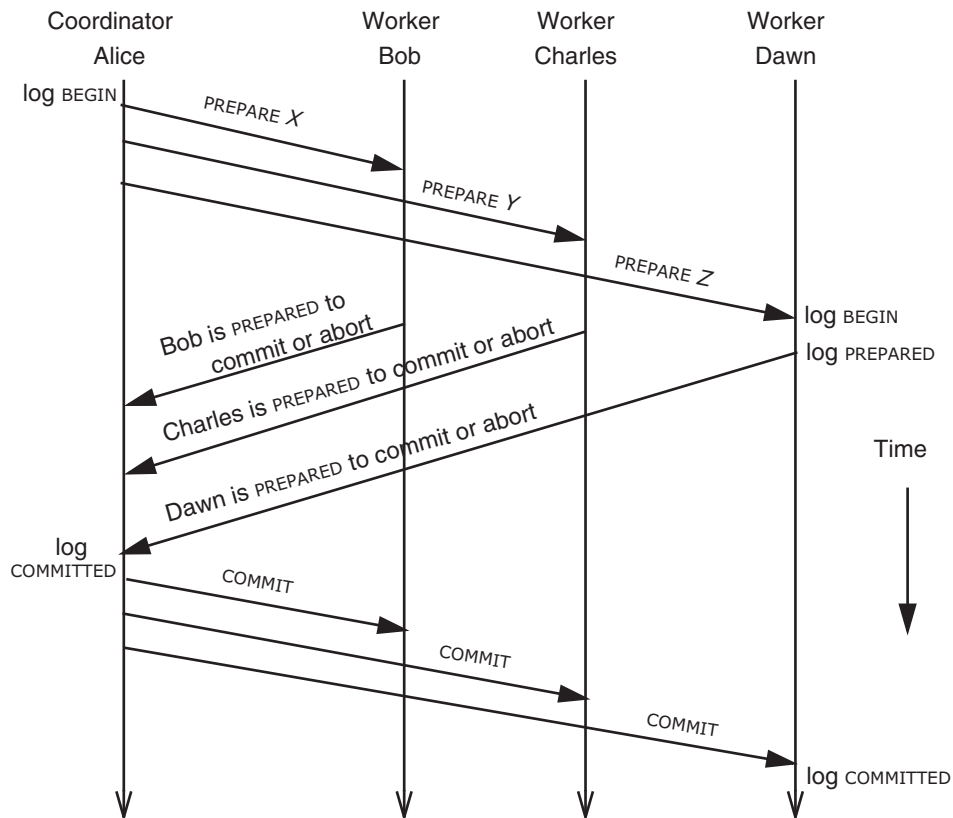 Coordinator Worker Worker Worker
Alice Bob Charles Dawn
log BEGIN
PREPARE X
PREPARE Y
PREPARE Z
log BEGIN
Bob is PREPARED to
commit or abort
log PREPARED
Charles is PREPARED to commit or abort
Dawn is PREPARED to commit or abort
Time
log
COMMITTED
COMMIT
COMMIT
COMMIT
log COMMITTED